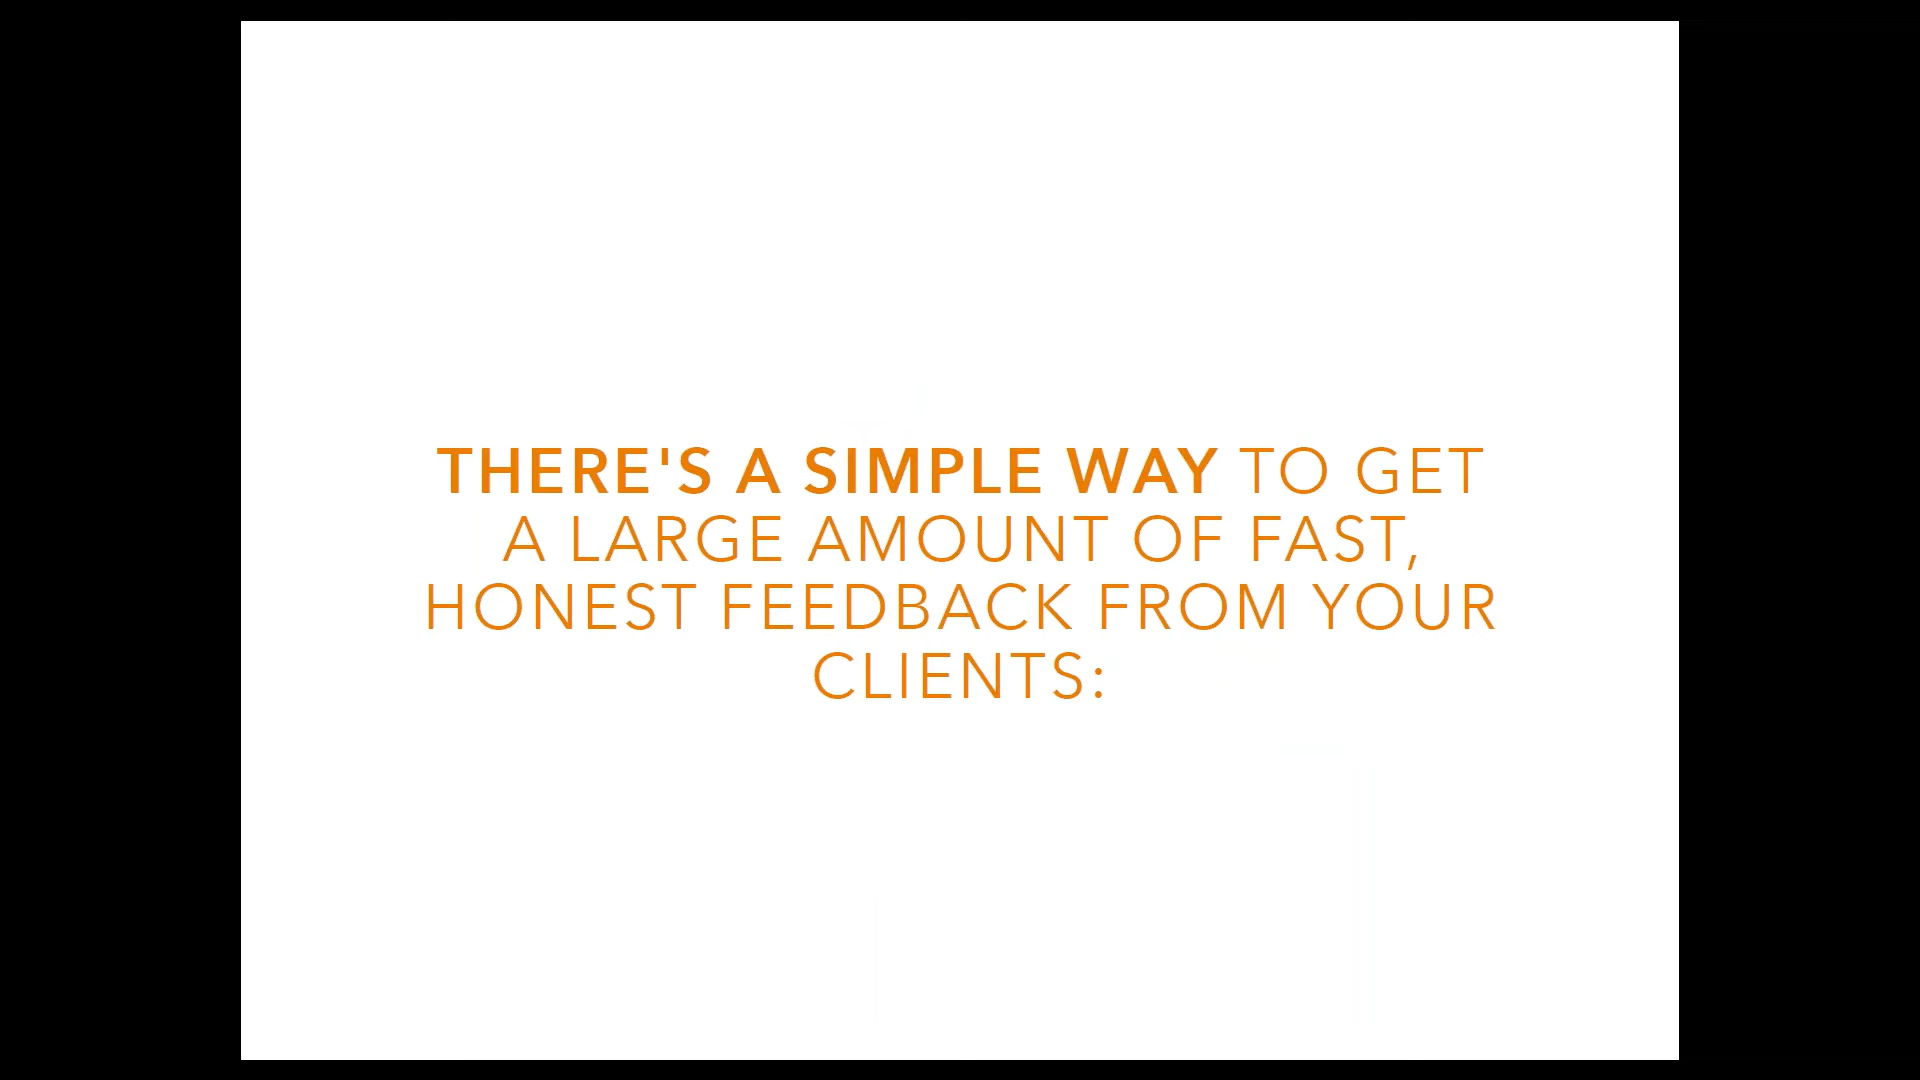 THERE'S A SIMPLE WAY TO GET
A LARGE AMOUNT OF FAST,
HONEST FEEDBACK FROM YOUR
CLIENTS: